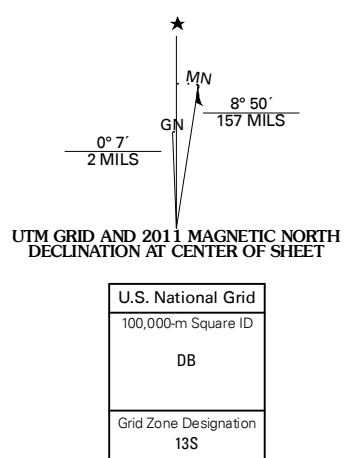 MN
8° 50´
157 MILS
GN
0° 7´
2 MILS
UTM GRID AND 2011 MAGNETIC NORTH
DECLINATION AT CENTER OF SHEET
U.S. National Grid
100,000-m Square ID
DB
Grid Zone Designation
13S